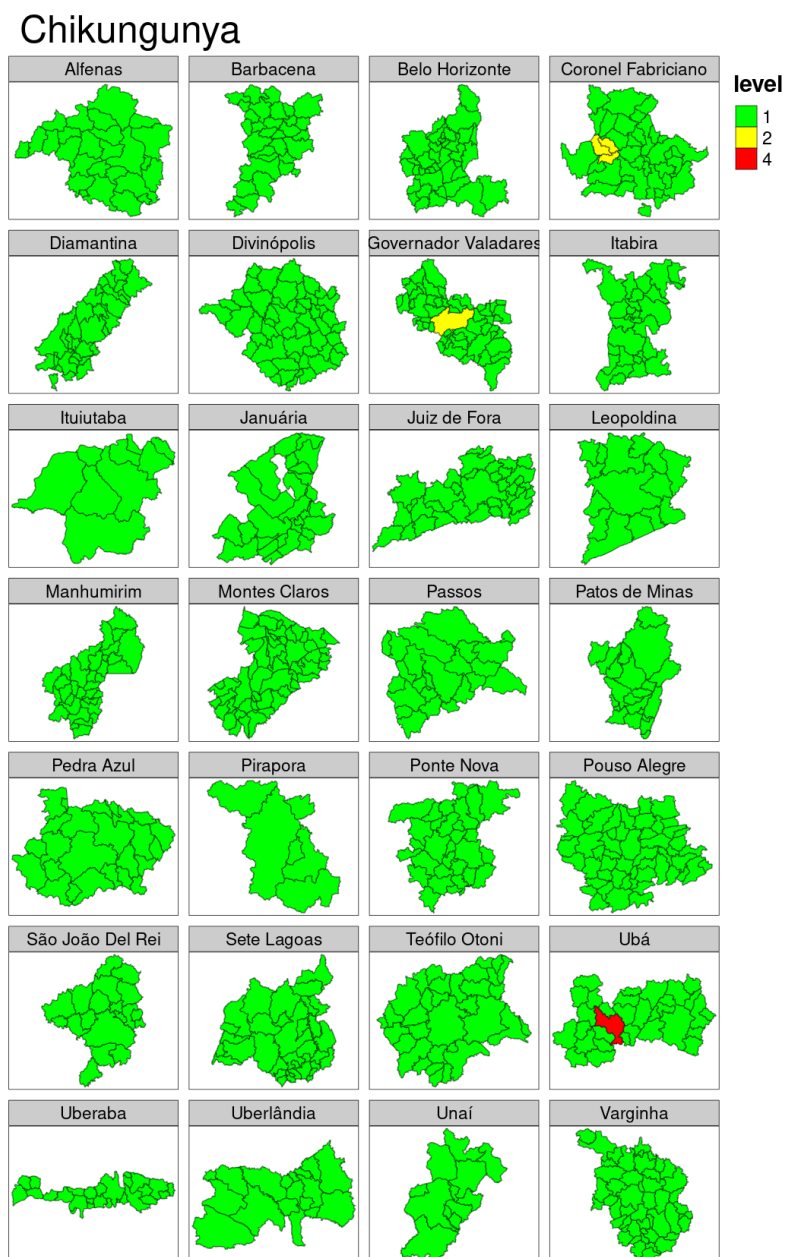 Chikungunya
Alfenas
Barbacena
Belo Horizonte
Coronel Fabriciano
level
1
2
4
Diamantina
Divinópolis
Governador Valadares
Itabira
Ituiutaba
Januária
Juiz de Fora
Leopoldina
Manhumirim
Montes Claros
Passos
Patos de Minas
Pedra Azul
Pirapora
Ponte Nova
Pouso Alegre
São João Del Rei
Sete Lagoas
Teófilo Otoni
Ubá
Uberaba
Uberlândia
Unaí
Varginha